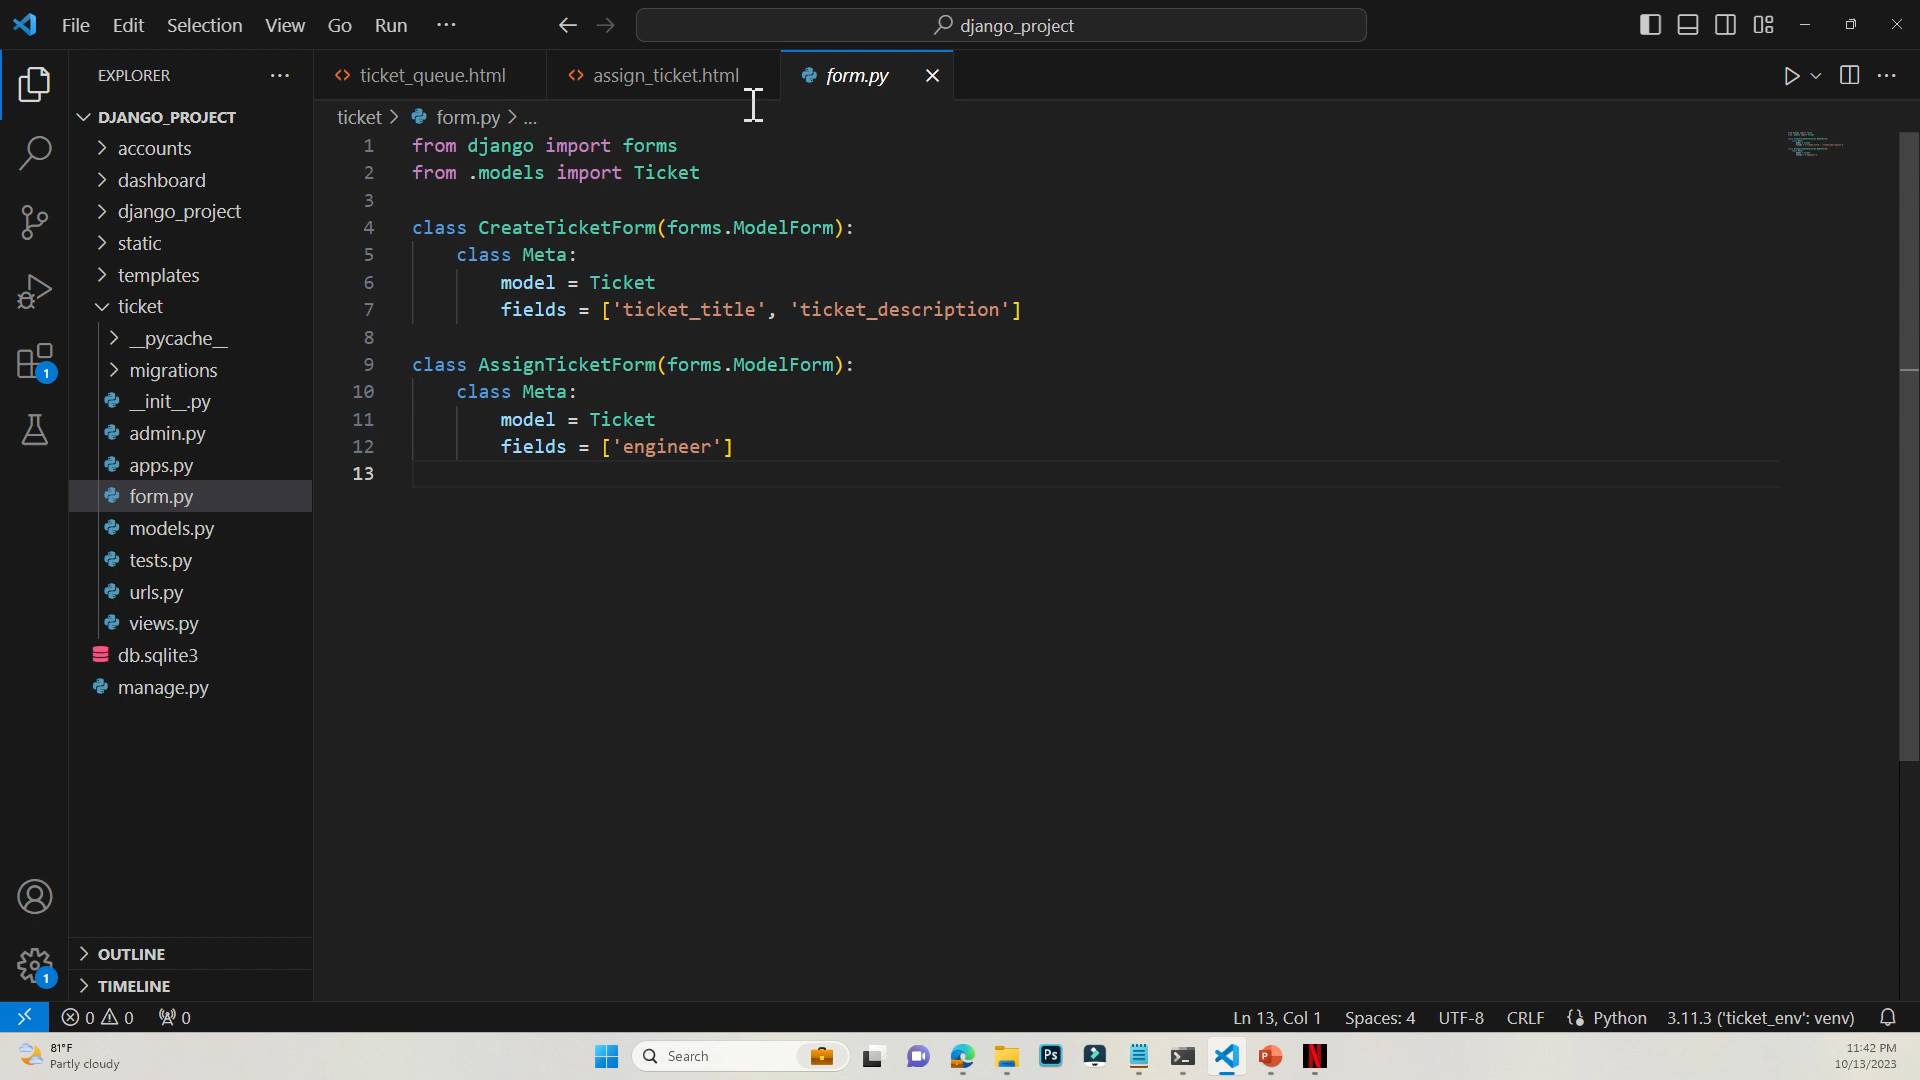 File Edit Selection View Go Run ...
django_project
EXPLORER ...
ticket_queue.html assign_ticket.html form.py
DJANGO_PROJECT
accounts
dashboard
django_project
static
templates
ticket
__pycache__
migrations
__init__.py
admin.py
apps.py
form.py
models.py
tests.py
urls.py
views.py
db.sqlite3
manage.py
OUTLINE
TIMELINE
1
1
ticket > form.py > ...
1 from django import forms
2 from .models import Ticket
3
4 class CreateTicketForm(forms.ModelForm):
5 class Meta:
6 model = Ticket
7 fields = ['ticket_title', 'ticket_description']
8
9 class AssignTicketForm(forms.ModelForm):
10 class Meta:
11 model = Ticket
12 fields = ['engineer']
13
0 0 0 Ln 13, Col 1 Spaces: 4 UTF-8 CRLF Python 3.11.3 ('ticket_env': venv)
81°F
Partly cloudy
Search
Ps
P
N
11:42 PM
10/13/2023